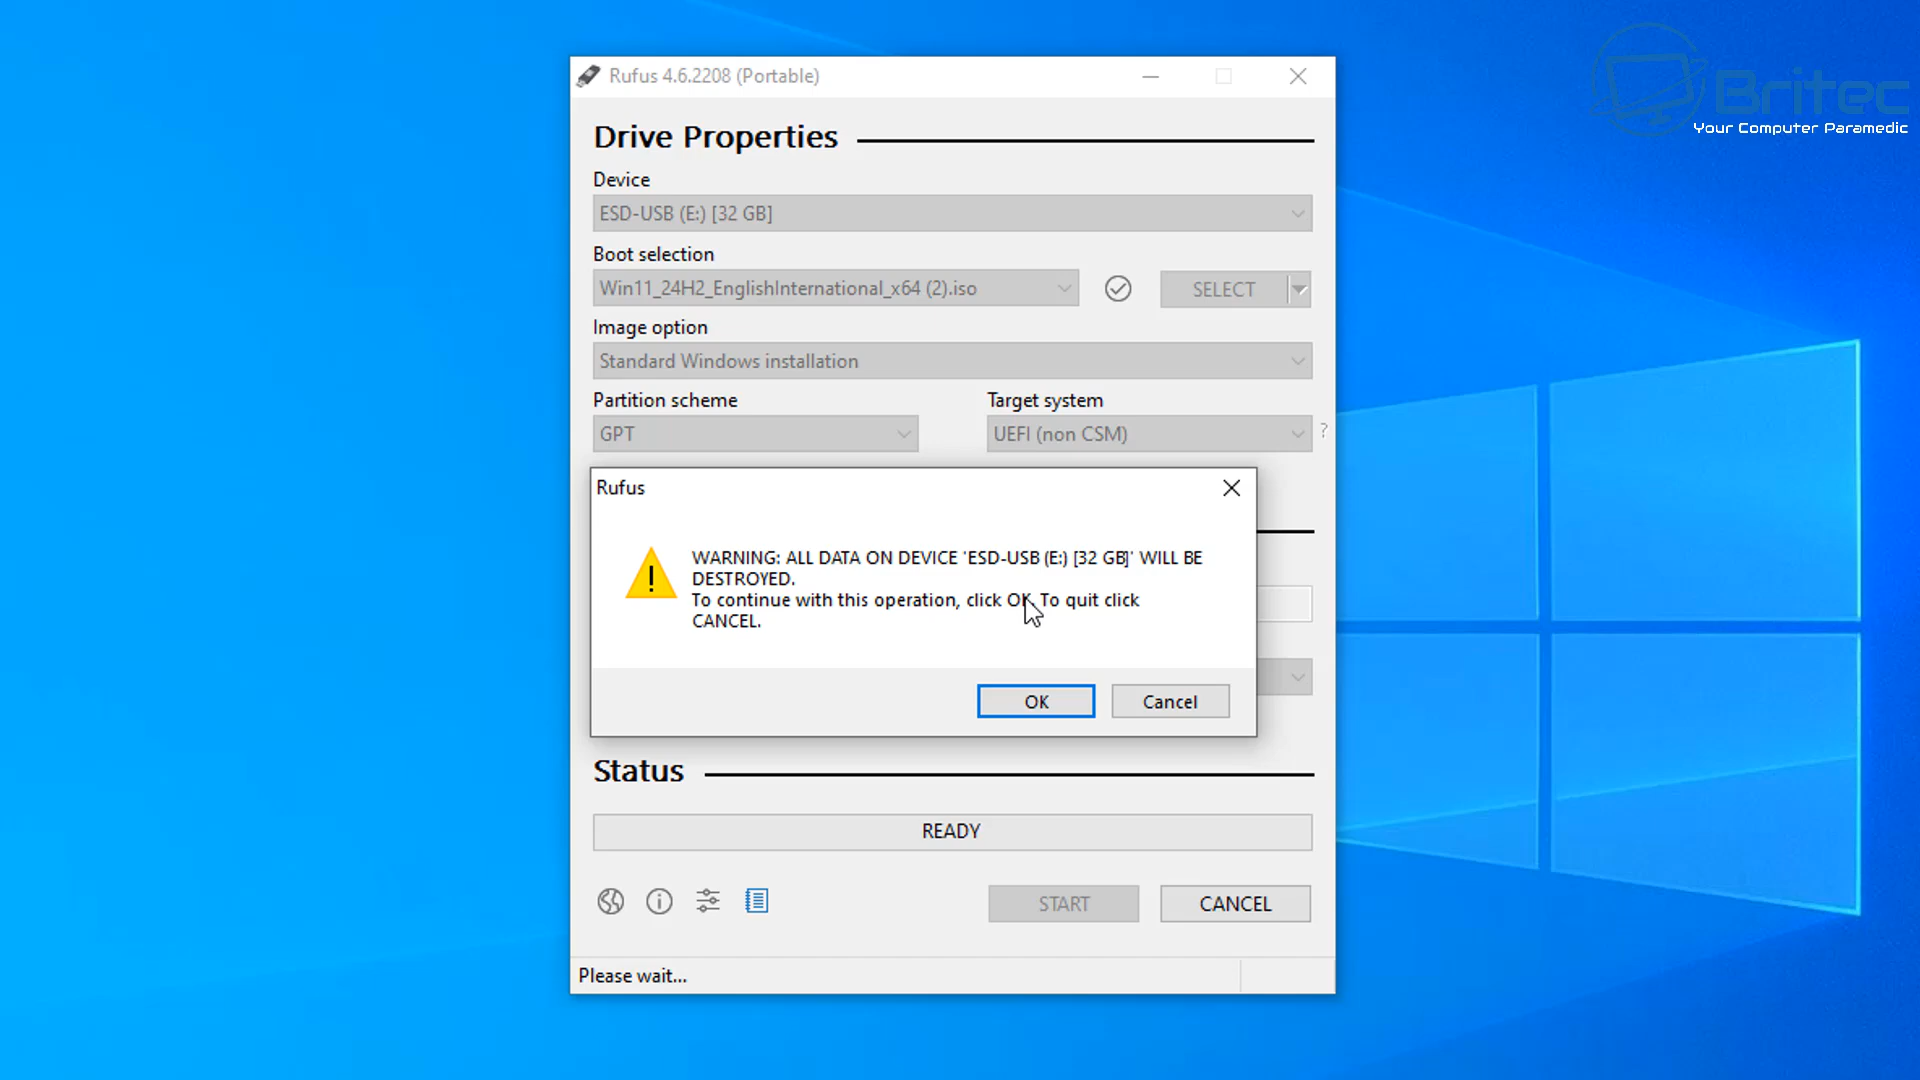 Rufus 4.6.2208 (Portable)
Britec
Your Computer Paramedic
Drive Properties
Device
ESD-USB (E:) [32 GB]
Boot selection
Win11_24H2_EnglishInternational_x64 (2).iso
SELECT
Image option
Standard Windows installation
Partition scheme
Target system
GPT
UEFI (non CSM)
?
Rufus
WARNING: ALL DATA ON DEVICE 'ESD-USB (E:) [32 GB]' WILL BE
DESTROYED.
To continue with this operation, click OK. To quit click
CANCEL.
OK
Cancel
Status
READY
START
CANCEL
Please wait...